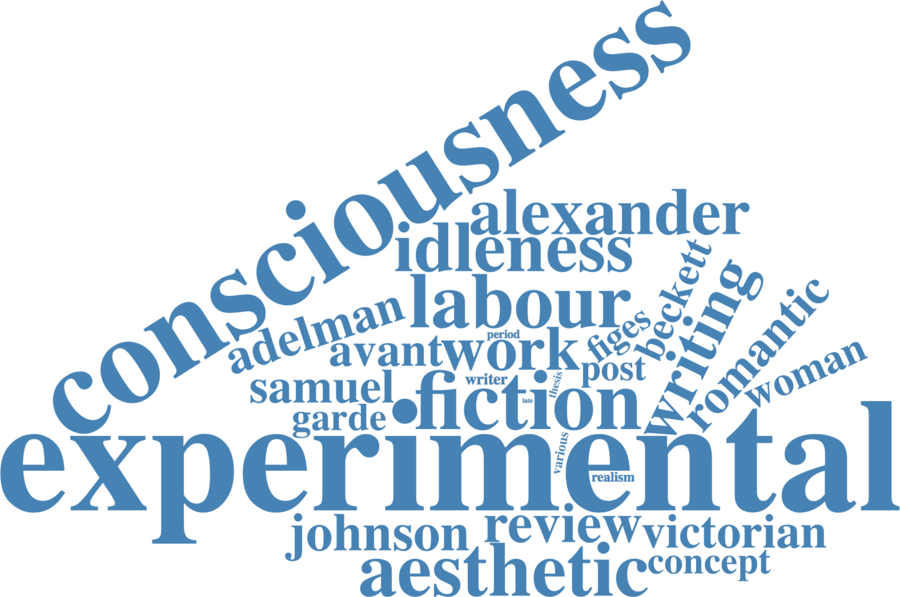 consciousness
alexander
idleness
labour
beckett
writing
romantic
adelman
figes
period
avant
work
post
woman
samuel
writer
thesis
garde
fiction
late
experimental
various
realism
johnson
review
victorian
aesthetic
concept